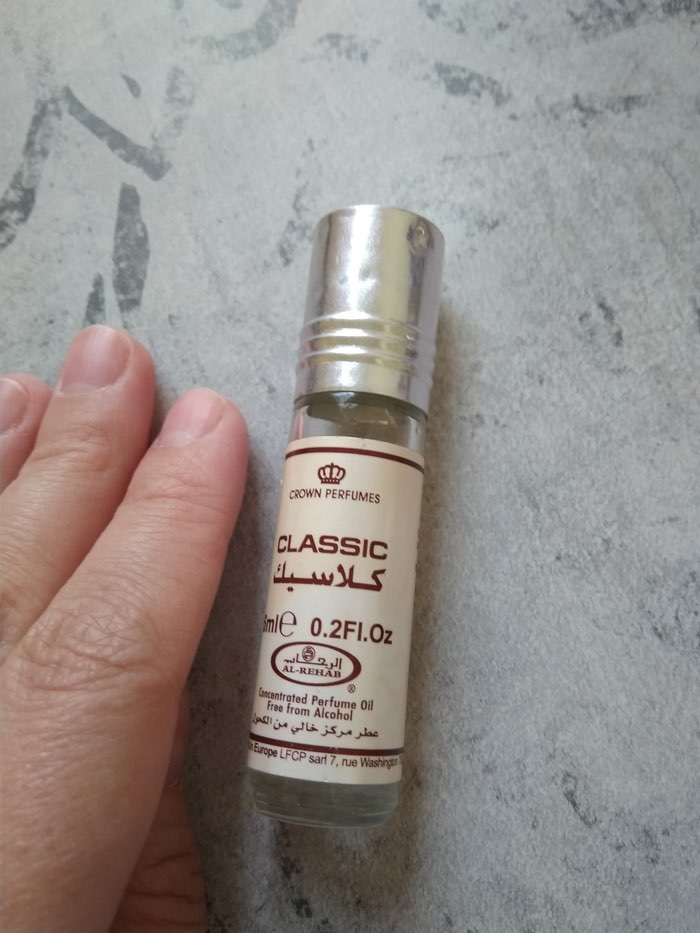 CROWN PERFUMES
CLASSIC
كلاسيك
6ml e 0.2Fl.Oz
الرحاب
AL-REHAB
®
Concentrated Perfume Oil
Free from Alcohol
عطر مركز خالي من الكحول
Europe LFCP sarl 7, rue Washington